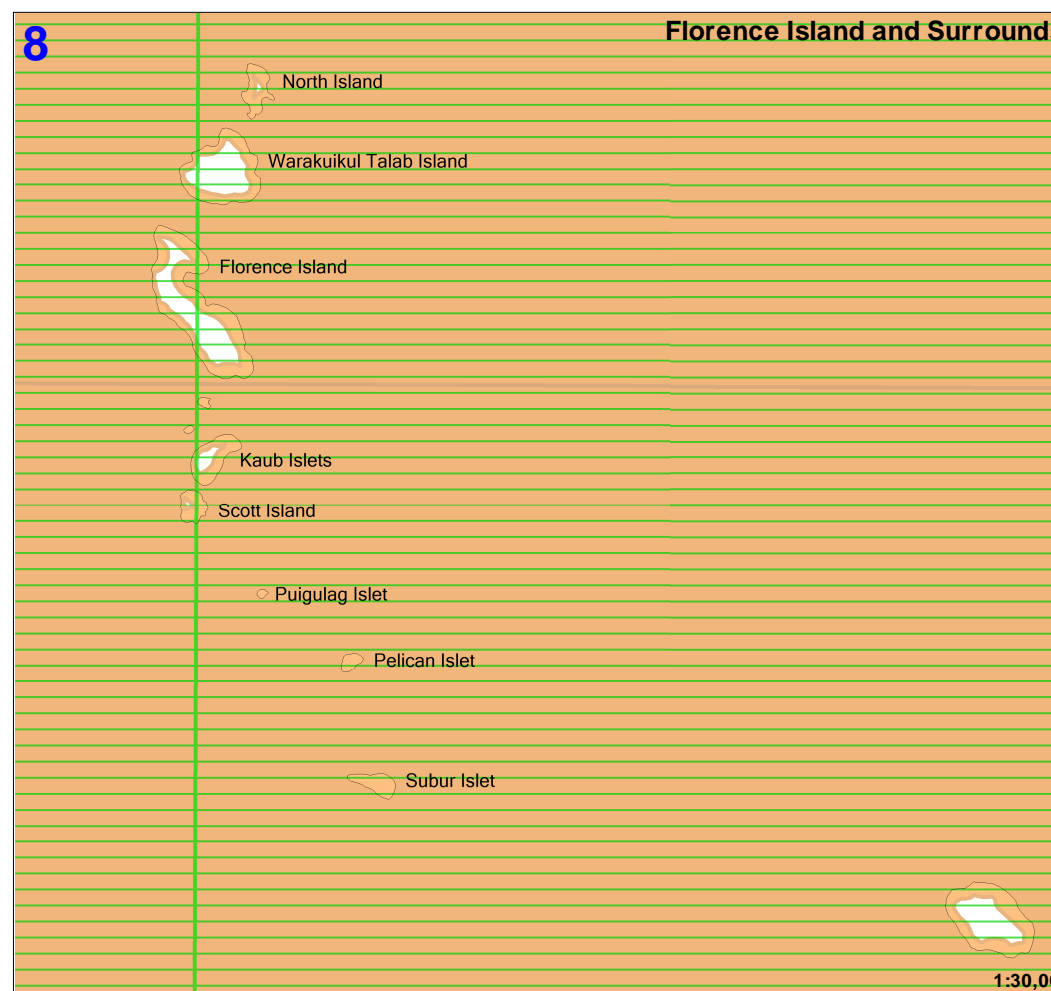 8
Florence Island and Surround
North Island
Warakuikul Talab Island
Florence Island
Kaub Islets
Scott Island
Puigulag Islet
Pelican Islet
Subur Islet
1:30,00